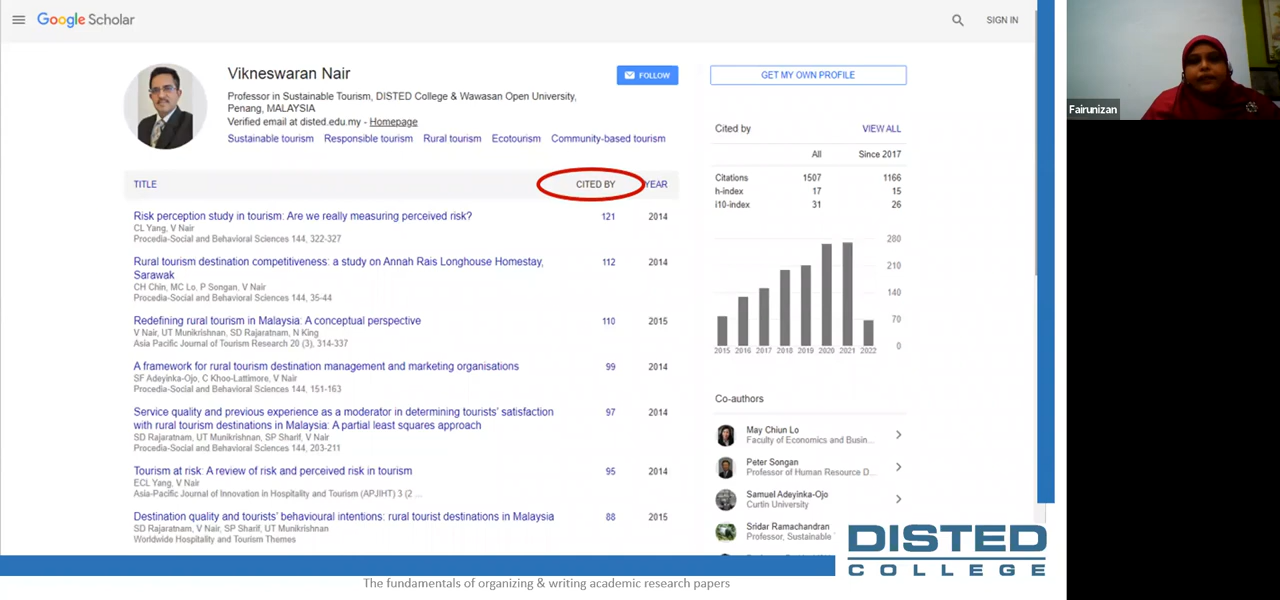 Google Scholar
SIGN IN
Vikneswaran Nair
FOLLOW
Professor in Sustainable Tourism, DISTED College & Wawasan Open University,
Penang, MALAYSIA
Verified email at disted.edu.my - Homepage
Sustainable tourism Responsible tourism Rural tourism Ecotourism Community-based tourism
TITLE CITED BY YEAR
Risk perception study in tourism: Are we really measuring perceived risk? 121 2014
CL Yang, V Nair
Procedia-Social and Behavioral Sciences 144, 322-327
Rural tourism destination competitiveness: a study on Annah Rais Longhouse Homestay, 112 2014
Sarawak
CH Chin, MC Lo, P Songan, V Nair
Procedia-Social and Behavioral Sciences 144, 35-44
Redefining rural tourism in Malaysia: A conceptual perspective 110 2015
V Nair, UT Munikrishnan, SD Rajaratnam, N King
Asia Pacific Journal of Tourism Research 20 (3), 314-337
A framework for rural tourism destination management and marketing organisations 99 2014
SF Adeyinka-Ojo, C Khoo-Lattimore, V Nair
Procedia-Social and Behavioral Sciences 144, 151-163
Service quality and previous experience as a moderator in determining tourists' satisfaction 97 2014
with rural tourism destinations in Malaysia: A partial least squares approach
SD Rajaratnam, UT Munikrishnan, SP Sharif, V Nair
Procedia-Social and Behavioral Sciences 144, 203-211
Tourism at risk: A review of risk and perceived risk in tourism 95 2014
ECL Yang, V Nair
Asia-Pacific Journal of Innovation in Hospitality and Tourism (APJIHT) 3 (2 ...
Destination quality and tourists' behavioural intentions: rural tourist destinations in Malaysia 88 2015
SD Rajaratnam, V Nair, SP Sharif, UT Munikrishnan
Worldwide Hospitality and Tourism Themes
GET MY OWN PROFILE
Cited by VIEW ALL
All Since 2017
Citations 1507 1166
h-index 17 15
i10-index 31 26
280
210
140
70
0
2015 2016 2017 2018 2019 2020 2021 2022
Co-authors
May Chiun Lo
Faculty of Economics and Busin...
Peter Songan
Professor of Human Resource D...
Samuel Adeyinka-Ojo
Curtin University
Sridar Ramachandran
Professor, Sustainable
DISTED
COLLEGE
The fundamentals of organizing & writing academic research papers
Fairunizan